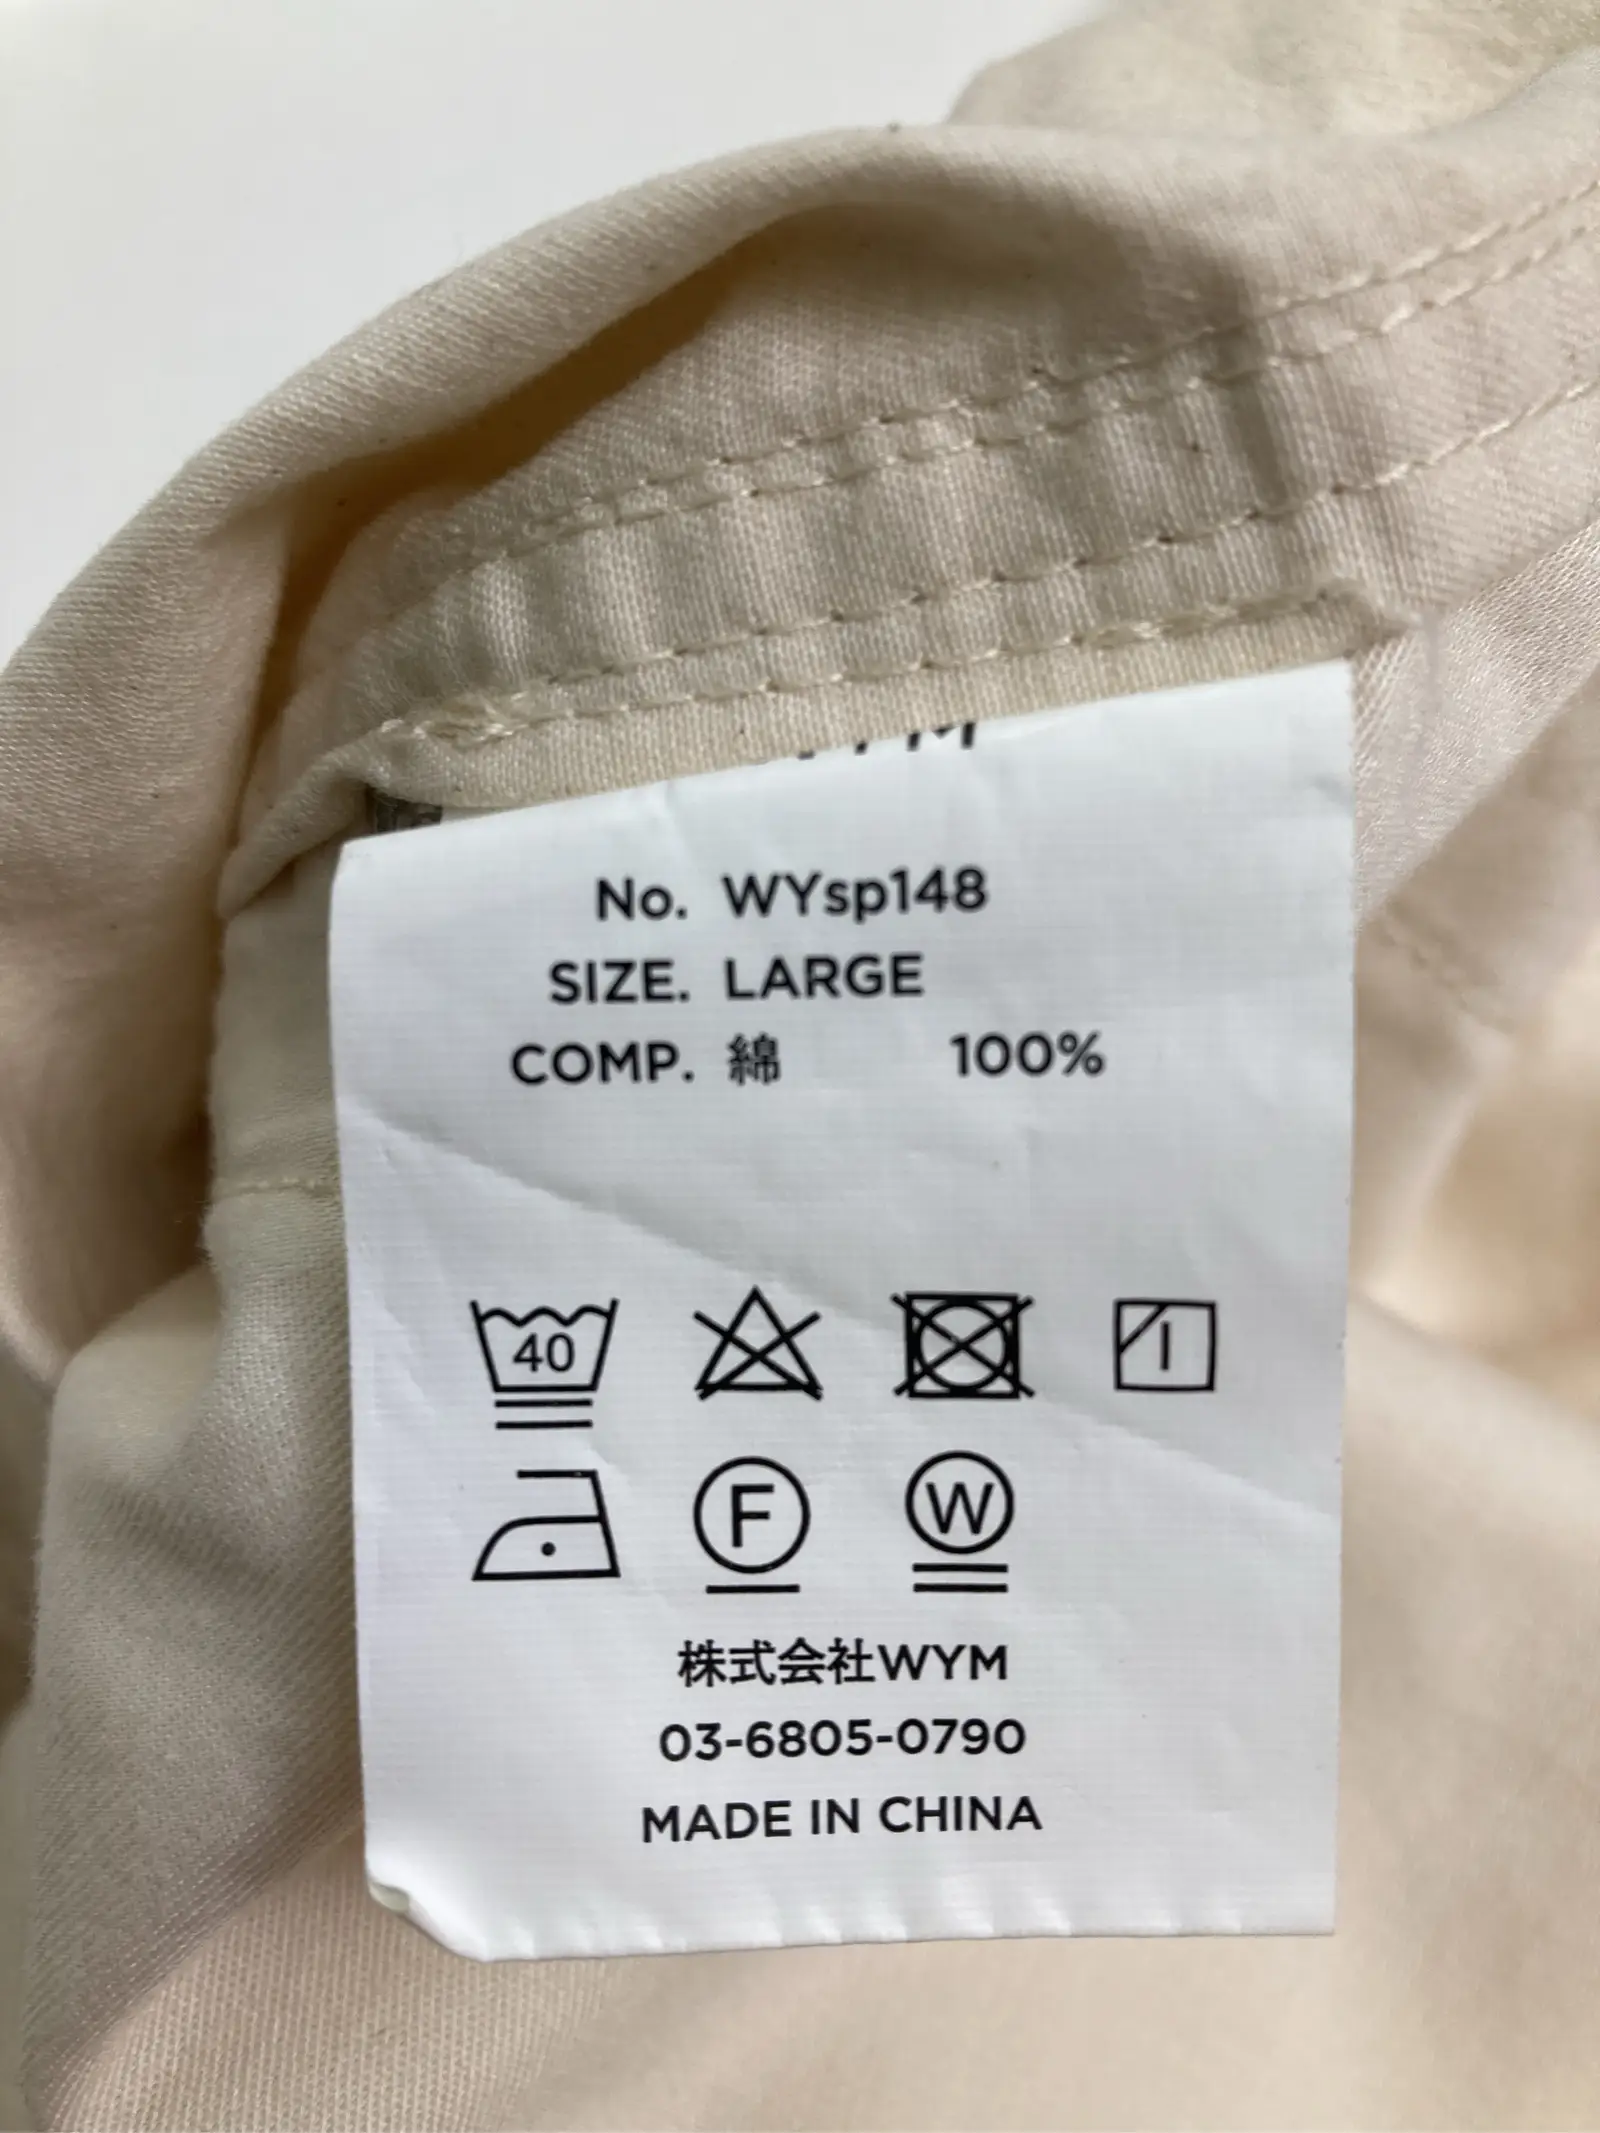 No. WYsp148
SIZE. LARGE
COMP. 綿 100%
40
F W
株式会社WYM
03-6805-0790
MADE IN CHINA